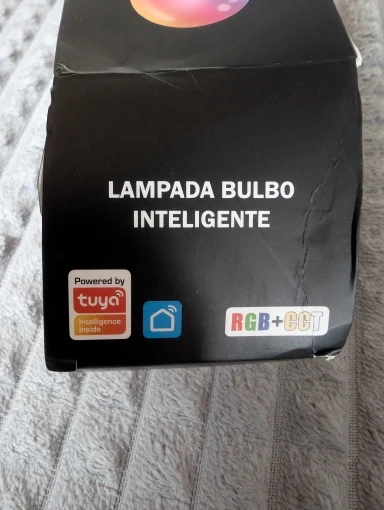 LAMPADA BULBO
INTELIGENTE
Powered by
tuya
Intelligence
Inside
RGB+CCT